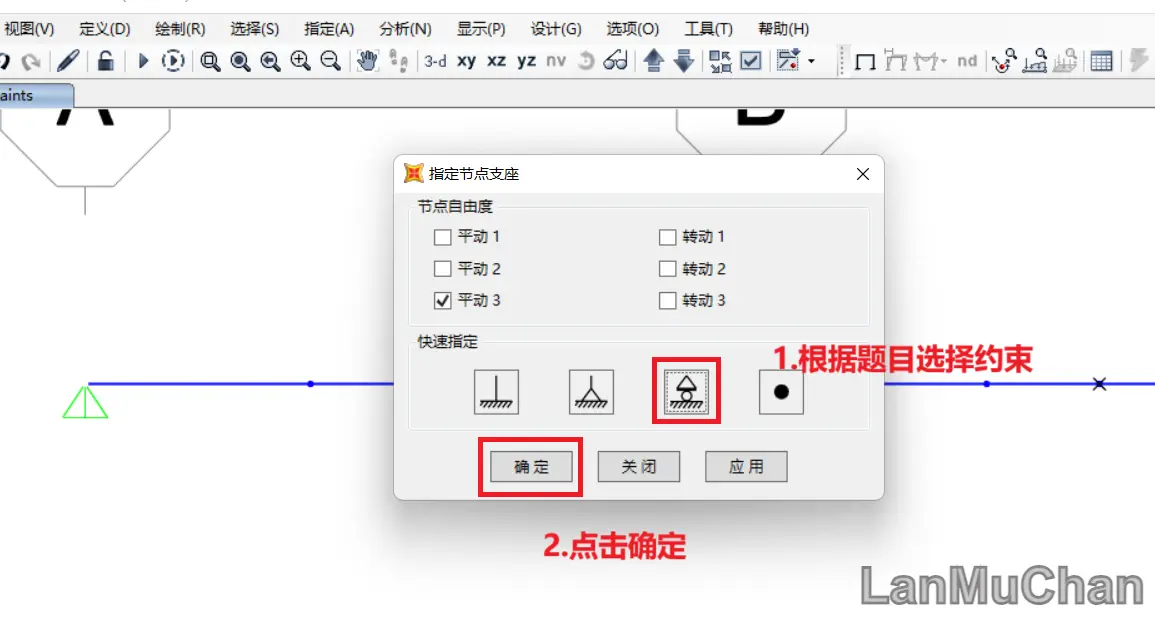 视图(V) 定义(D) 绘制(R) 选择(S) 指定(A) 分析(N) 显示(P) 设计(G) 选项(O) 工具(T) 帮助(H)
3-d xy xz yz nv nd
aints
A B
指定节点支座
节点自由度
平动 1 转动 1
平动 2 转动 2
平动 3 转动 3
快速指定
1.根据题目选择约束
确定 关闭 应用
2.点击确定
LanMuChan